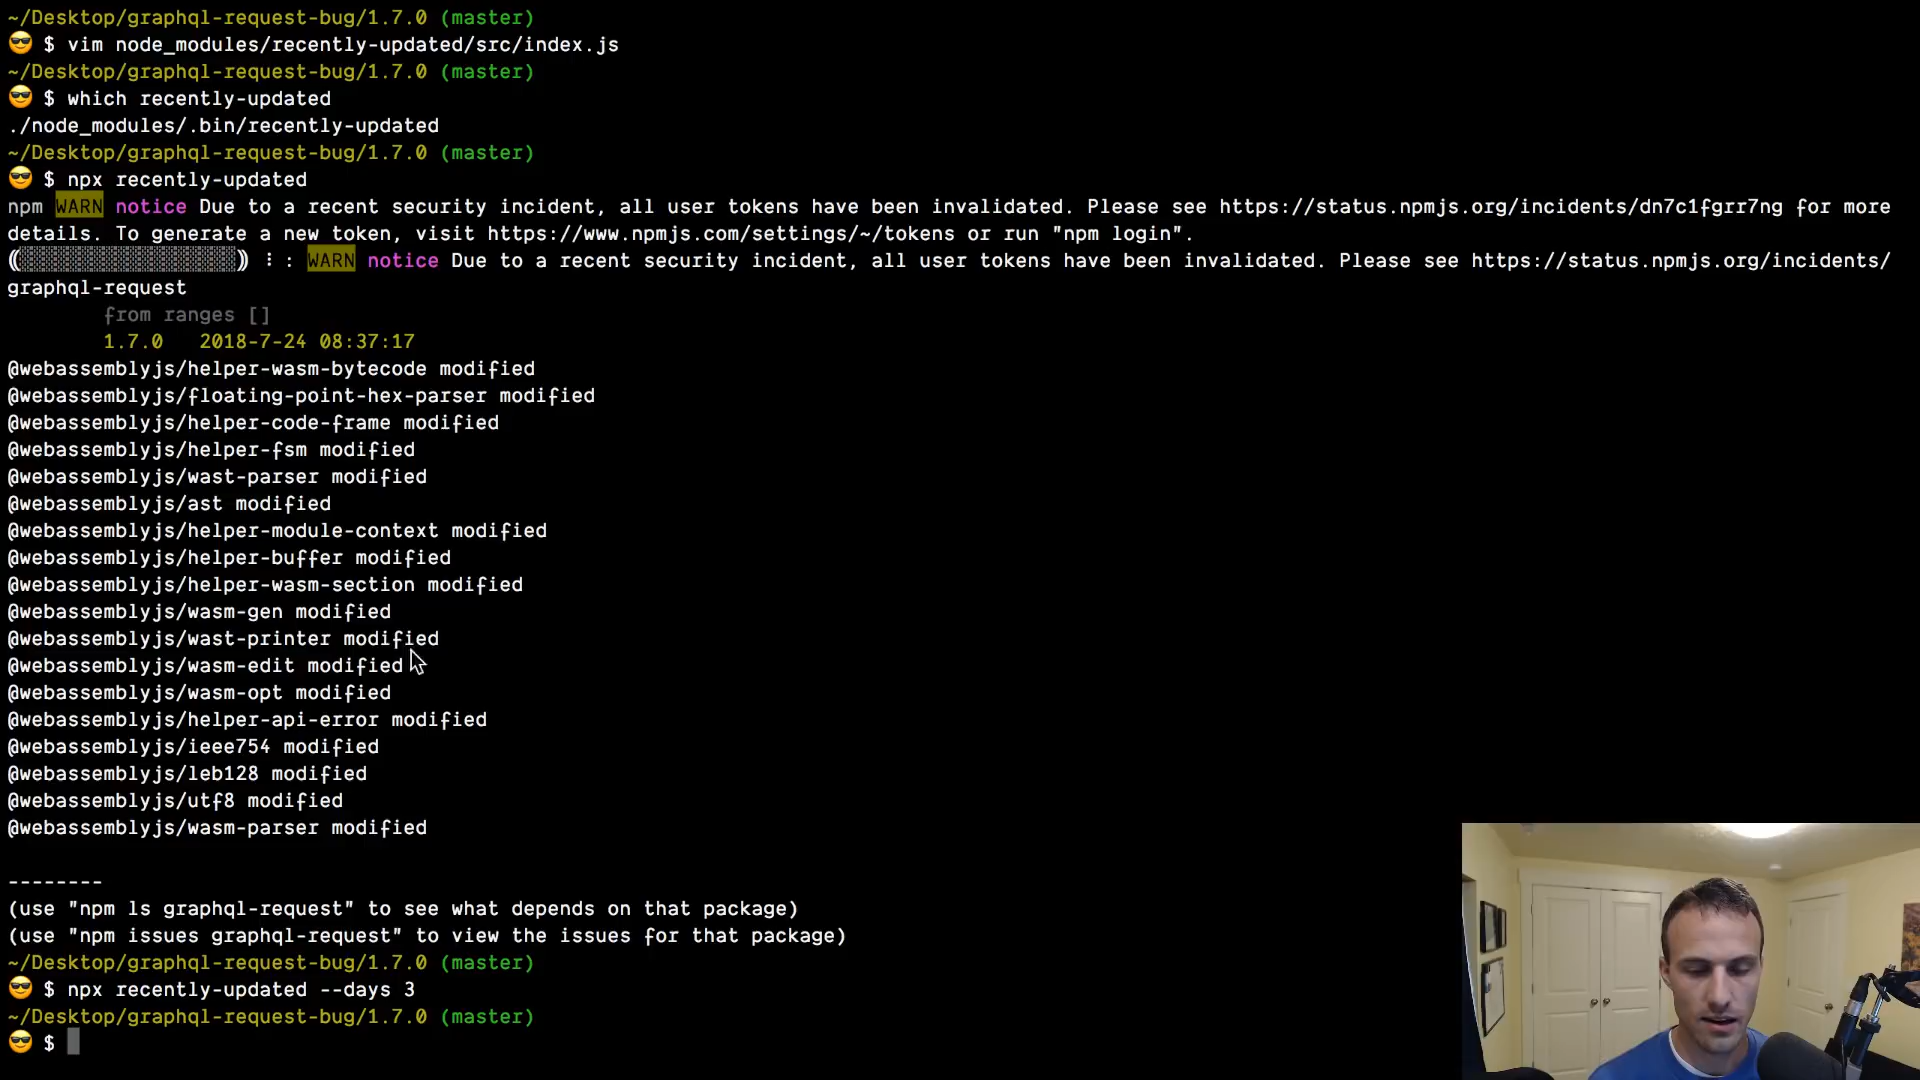 ~/Desktop/graphql-request-bug/1.7.0 (master)
😎 $ vim node_modules/recently-updated/src/index.js
~/Desktop/graphql-request-bug/1.7.0 (master)
😎 $ which recently-updated
./node_modules/.bin/recently-updated
~/Desktop/graphql-request-bug/1.7.0 (master)
😎 $ npx recently-updated
npm WARN notice Due to a recent security incident, all user tokens have been invalidated. Please see https://status.npmjs.org/incidents/dn7c1fgrr7ng for more
details. To generate a new token, visit https://www.npmjs.com/settings/~/tokens or run "npm login".
(░░░░░░░░░░░░░░░░░░) ⸽ : WARN notice Due to a recent security incident, all user tokens have been invalidated. Please see https://status.npmjs.org/incidents/
graphql-request
from ranges []
1.7.0   2018-7-24 08:37:17
@webassemblyjs/helper-wasm-bytecode modified
@webassemblyjs/floating-point-hex-parser modified
@webassemblyjs/helper-code-frame modified
@webassemblyjs/helper-fsm modified
@webassemblyjs/wast-parser modified
@webassemblyjs/ast modified
@webassemblyjs/helper-module-context modified
@webassemblyjs/helper-buffer modified
@webassemblyjs/helper-wasm-section modified
@webassemblyjs/wasm-gen modified
@webassemblyjs/wast-printer modified
@webassemblyjs/wasm-edit modified
@webassemblyjs/wasm-opt modified
@webassemblyjs/helper-api-error modified
@webassemblyjs/ieee754 modified
@webassemblyjs/leb128 modified
@webassemblyjs/utf8 modified
@webassemblyjs/wasm-parser modified
--------
(use "npm ls graphql-request" to see what depends on that package)
(use "npm issues graphql-request" to view the issues for that package)
~/Desktop/graphql-request-bug/1.7.0 (master)
😎 $ npx recently-updated --days 3
~/Desktop/graphql-request-bug/1.7.0 (master)
😎 $